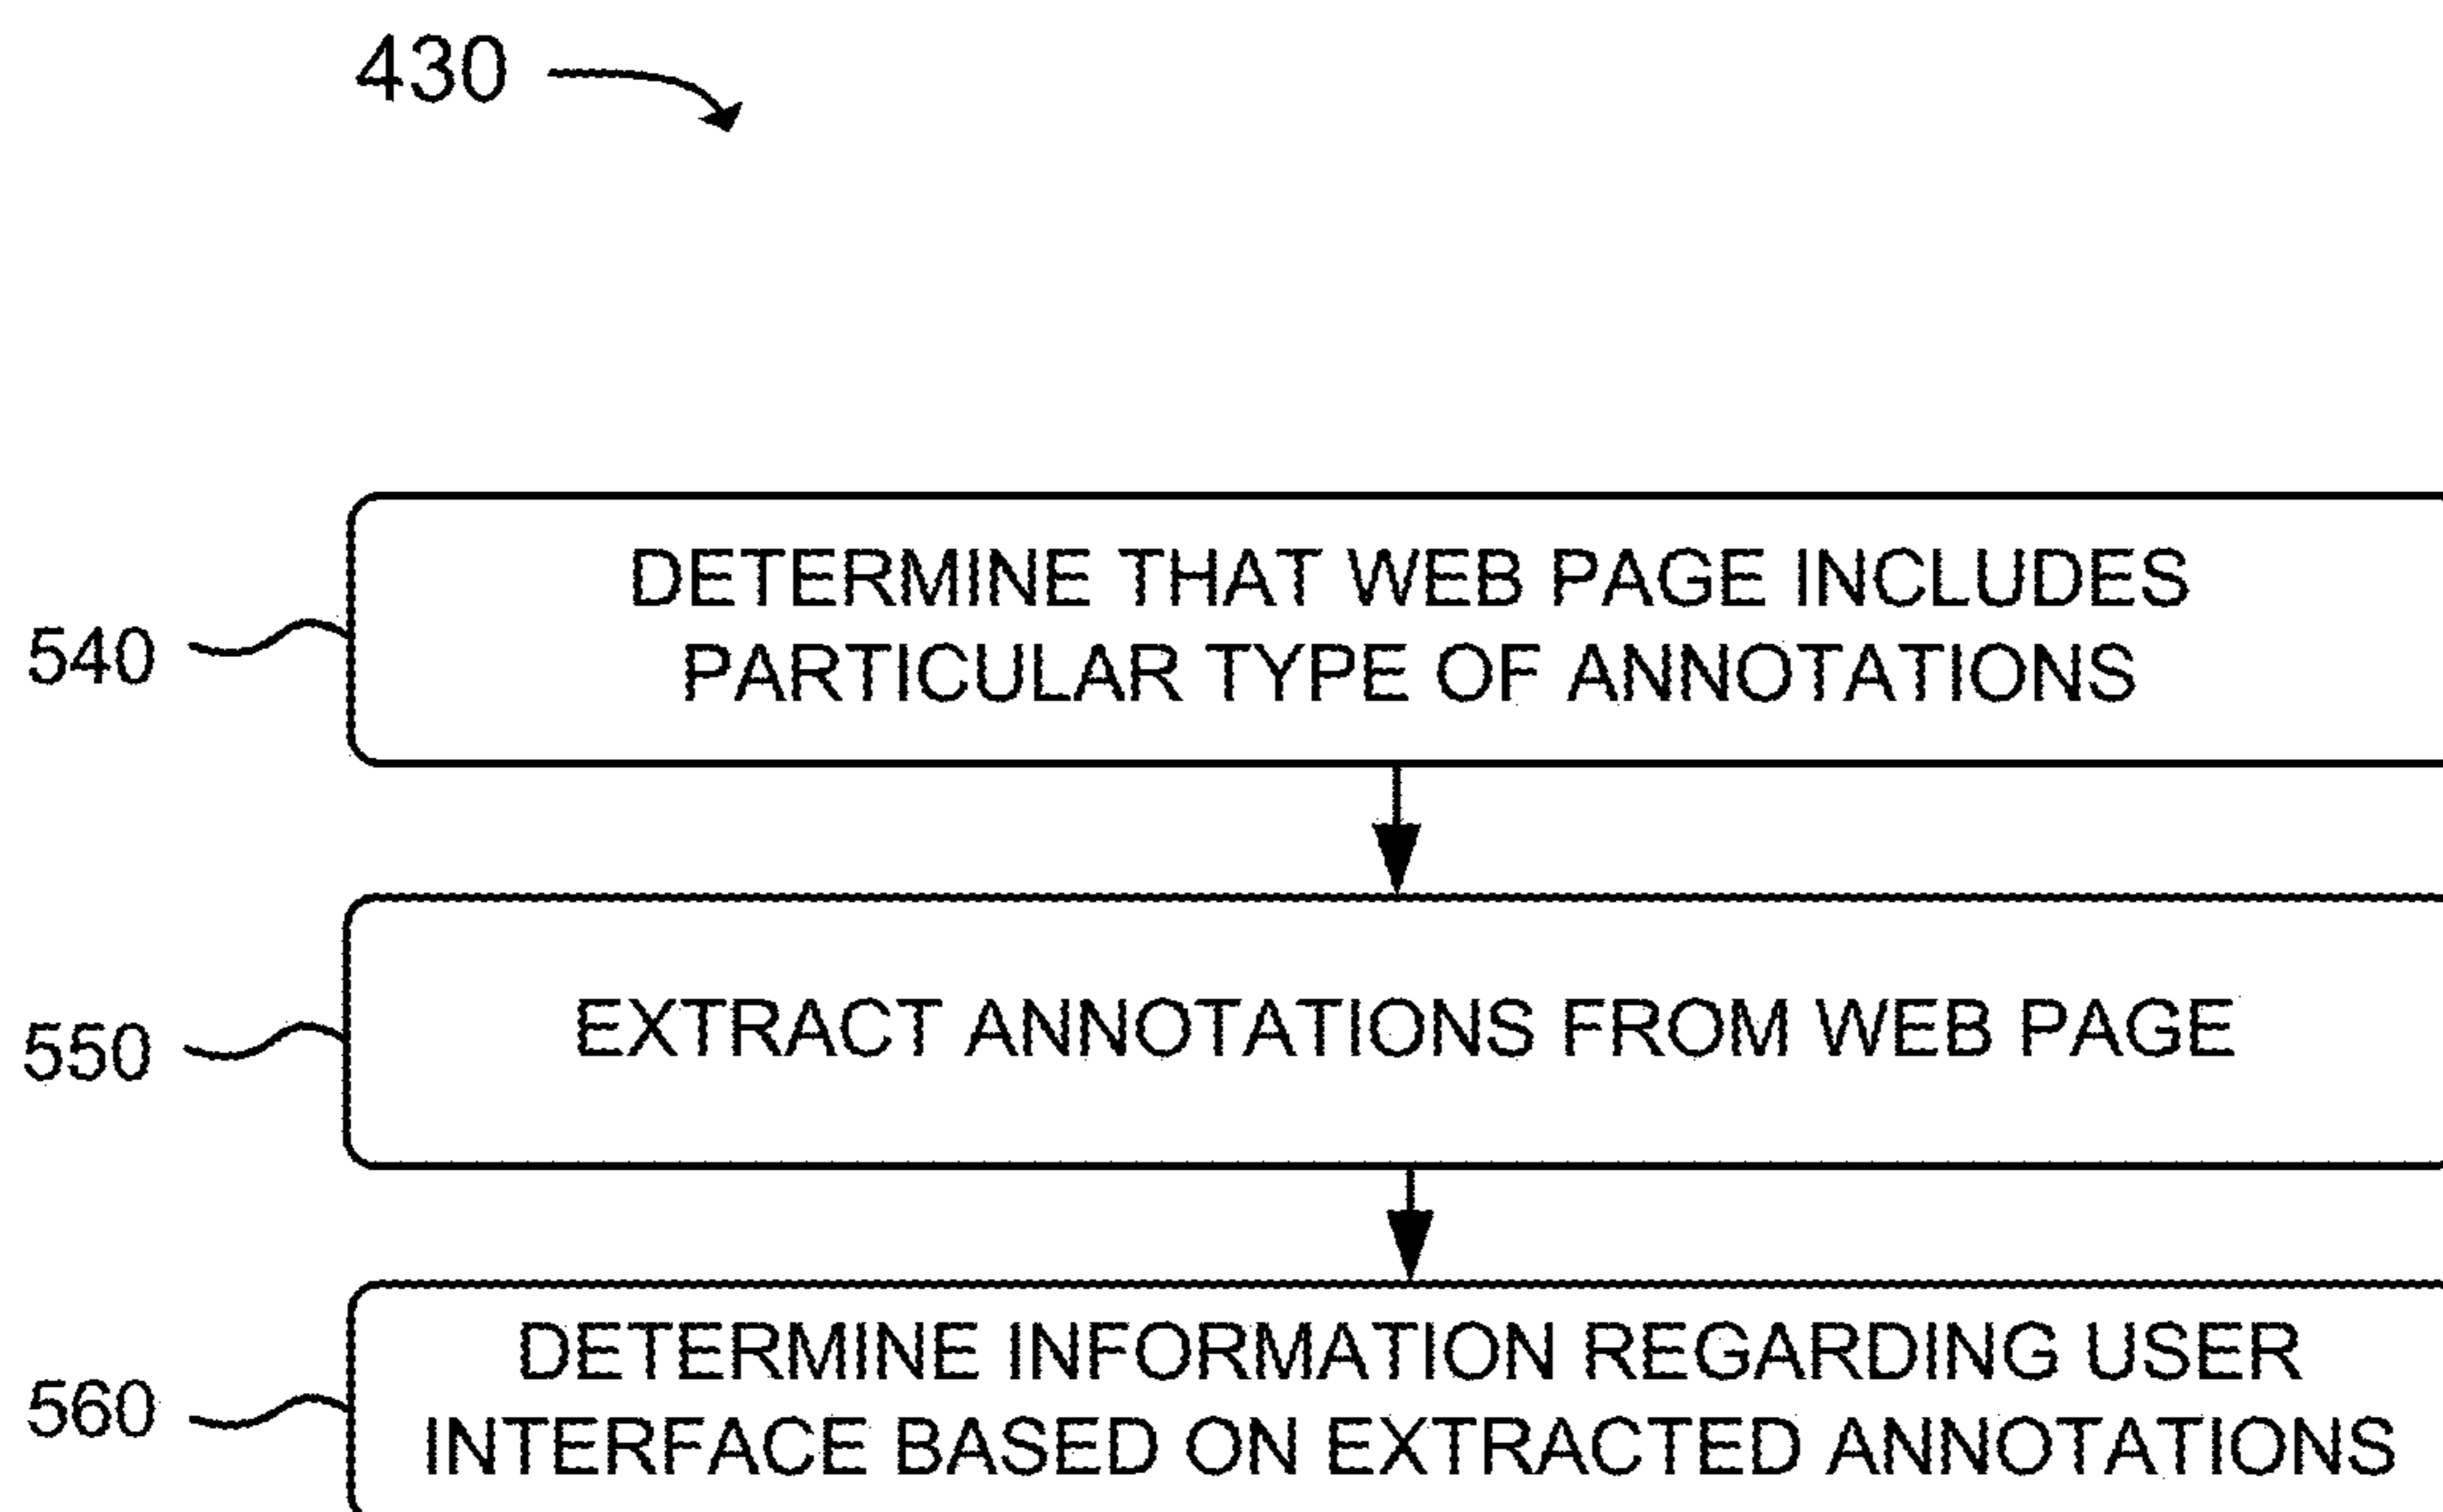 430
DETERMINE THAT WEB PAGE INCLUDES
PARTICULAR TYPE OF ANNOTATIONS
540
EXTRACT ANNOTATIONS FROM WEB PAGE
550
DETERMINE INFORMATION REGARDING USER
INTERFACE BASED ON EXTRACTED ANNOTATIONS
560